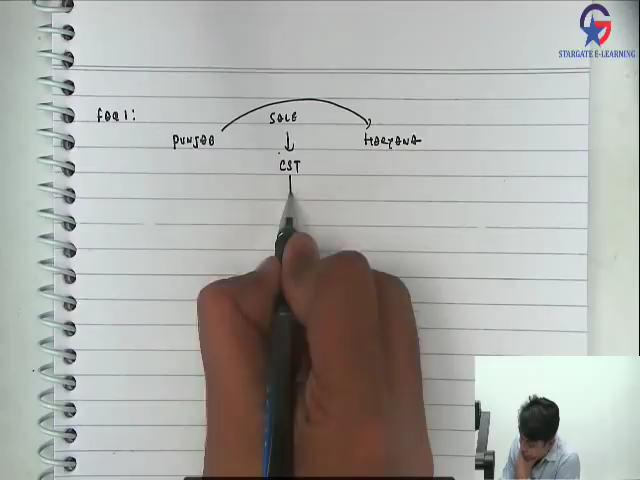 STARGATE E-LEARNING
FOR 1:
SALE
PUNJAB
HARYANA
CST